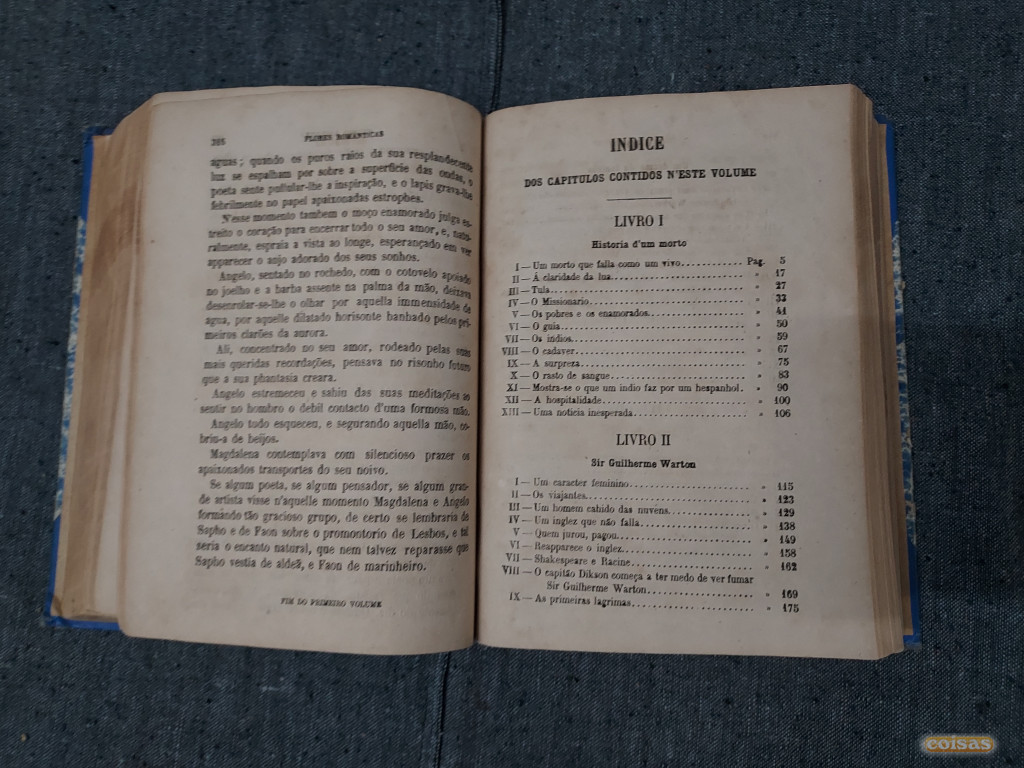 FLORES ROMANTICAS
aguas; quando os puros raios da sua resplandecente
luz se espalham por sobre a superficie das ondas, o
poeta sente pullular-lhe a inspiração, e o lapis grava-lhe
febrilmente no papel apaixonadas estrophes.
N'esse momento tambem o moço enamorado julga es-
treito o coração para encerrar todo o seu amor, e, natu-
ralmente, espraia a vista ao longe, esperançado em ver
apparecer o anjo adorado dos seus sonhos.
Angelo, sentado no rochedo, com o cotovelo apoiado
no joelho e a barba assente na palma da mão, deixava
desenrolar-se-lhe o olhar por aquella immensidade de
agua, por aquelle dilatado horisonte banhado pelos pri-
meiros clarões da aurora.
Ali, concentrado no seu amor, rodeado pelas suas
mais queridas recordações, pensava no risonho futuro
que a sua phantasia creara.
Angelo estremeceu e sahiu das suas meditações ao
sentir no hombro o debil contacto d'uma formosa mão.
Angelo tudo esqueceu, e segurando aquella mão, co-
briu-a de beijos.
Magdalena contemplava com silencioso prazer os
apaixonados transportes do seu noivo.
Se algum poeta, se algum pensador, se algum gran-
de artista visse n'aquelle momento Magdalena e Angelo
formando tão gracioso grupo, de certo se lembraria de
Sapho e de Faon sobre o promontorio de Lesbos, e tal
seria o encanto natural, que nem talvez reparasse que
Sapho vestia de aldeã, e Faon de marinheiro.
FIM DO PRIMEIRO VOLUME
INDICE
DOS CAPITULOS CONTIDOS N'ESTE VOLUME
LIVRO I
Historia d'um morto
I — Um morto que falla como um vivo........... Pag. 5
II — Á claridade da lua........................ » 17
III — Tula........................ » 27
IV — O Missionario........................ » 33
V — Os pobres e os enamorados........................ » 41
VI — O guia........................ » 50
VII — Os indios........................ » 59
VIII — O cadaver........................ » 67
IX — A surpreza........................ » 75
X — O rasto de sangue........................ » 83
XI — Mostra-se o que um indio faz por um hespanhol. » 90
XII — A hospitalidade........................ » 100
XIII — Uma noticia inesperada........................ » 106
LIVRO II
Sir Guilherme Warton
I — Um caracter feminino........................ » 115
II — Os viajantes........................ » 123
III — Um homem cahido das nuvens........................ » 129
IV — Um inglez que não falla........................ » 138
V — Quem jurou, pagou........................ » 149
VI — Reapparece o inglez........................ » 158
VII — Shakespeare e Racine........................ » 162
VIII — O capitão Dikson começa a ter medo de ver fumar
Sir Guilherme Warton........................ » 169
IX — As primeiras lagrimas........................ » 175
coisas